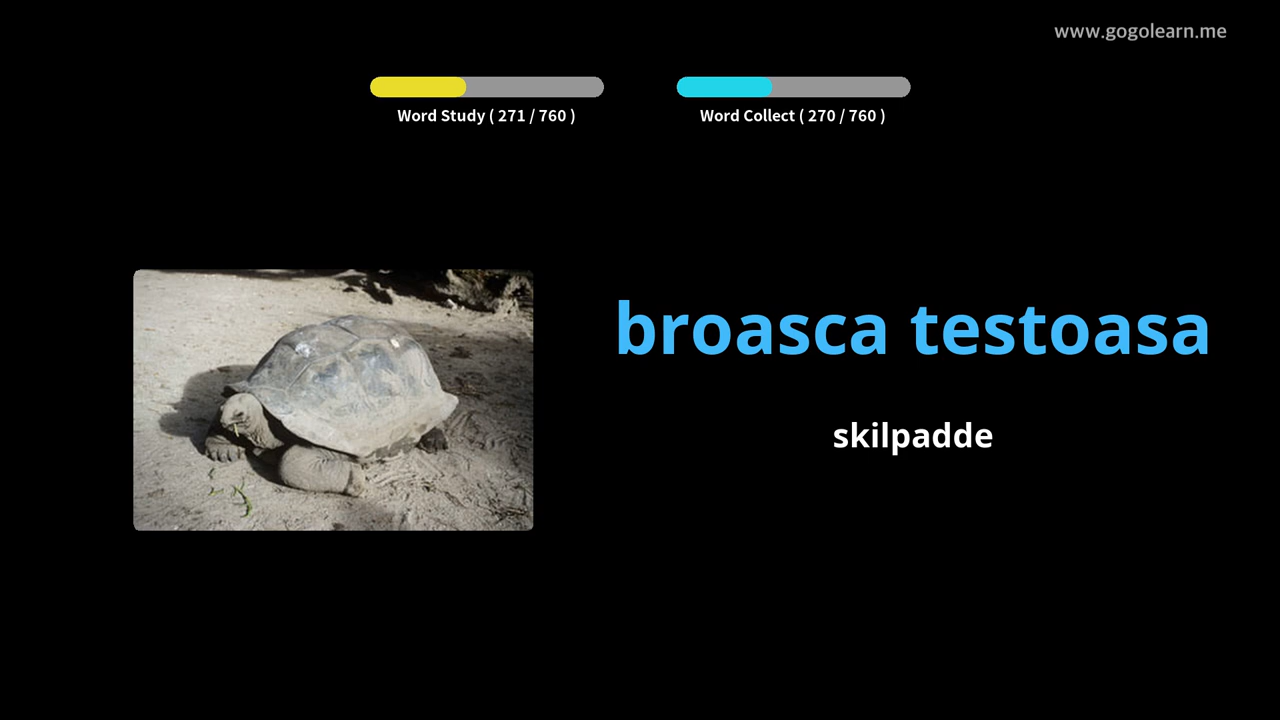 www.gogolearn.me
Word Study ( 271 / 760 )
Word Collect ( 270 / 760 )
broasca testoasa
skilpadde